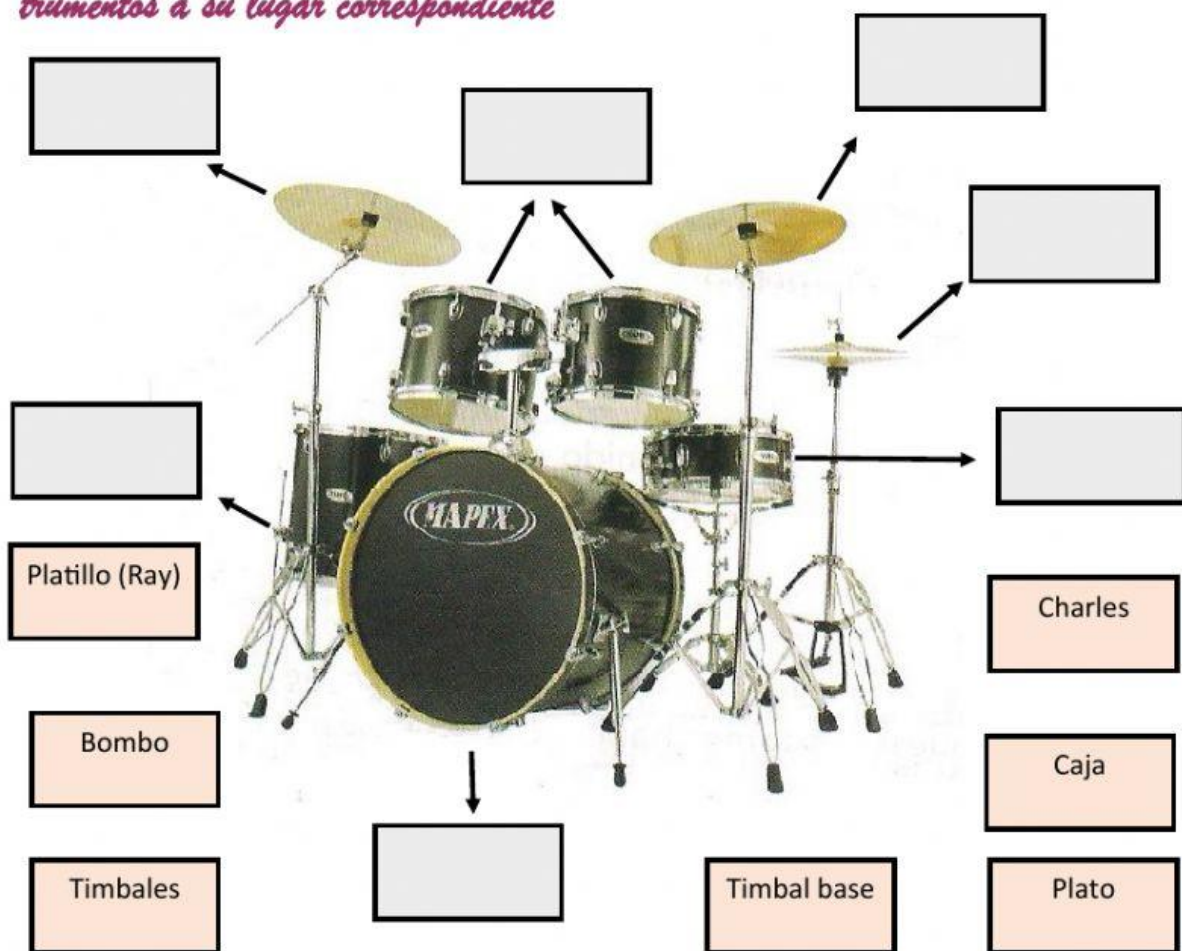 trumentos a su lugar correspondiente
MAPEX
Platillo (Ray)
Charles
Bombo
Caja
Timbales
Timbal base
Plato